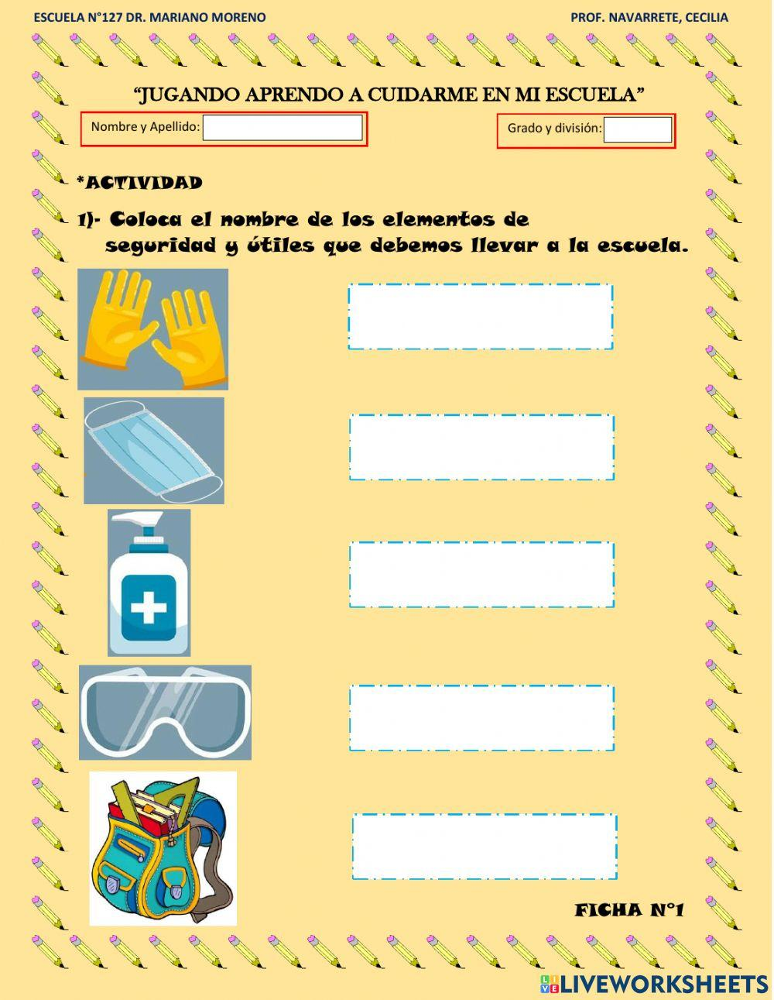 ESCUELA N°127 DR. MARIANO MORENO PROF. NAVARRETE, CECILIA
“JUGANDO APRENDO A CUIDARME EN MI ESCUELA”
Nombre y Apellido: Grado y división:
*ACTIVIDAD
1)- Coloca el nombre de los elementos de
seguridad y útiles que debemos llevar a la escuela.
FICHA N°1
LIVE LIVEWORKSHEETS